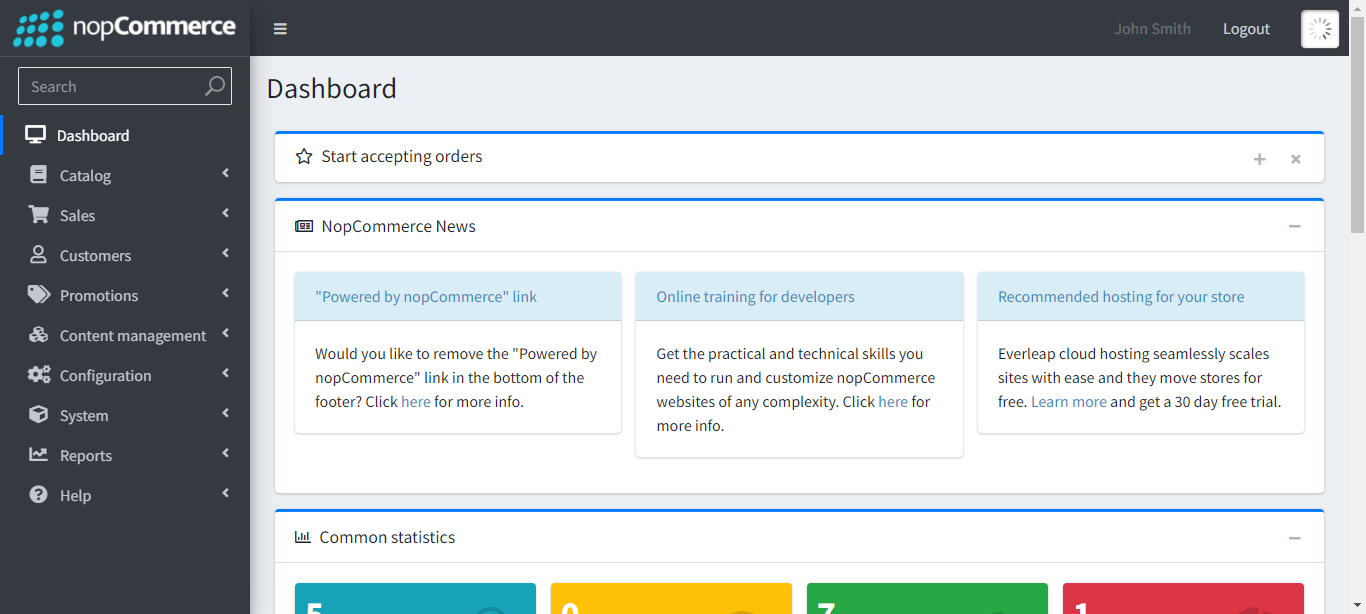 nopCommerce
John Smith
Logout
Search
Dashboard
Catalog
Sales
Customers
Promotions
Content management
Configuration
System
Reports
Help
Dashboard
Start accepting orders
NopCommerce News
"Powered by nopCommerce" link
Would you like to remove the "Powered by
nopCommerce" link in the bottom of the
footer? Click here for more info.
Online training for developers
Get the practical and technical skills you
need to run and customize nopCommerce
websites of any complexity. Click here for
more info.
Recommended hosting for your store
Everleap cloud hosting seamlessly scales
sites with ease and they move stores for
free. Learn more and get a 30 day free trial.
Common statistics